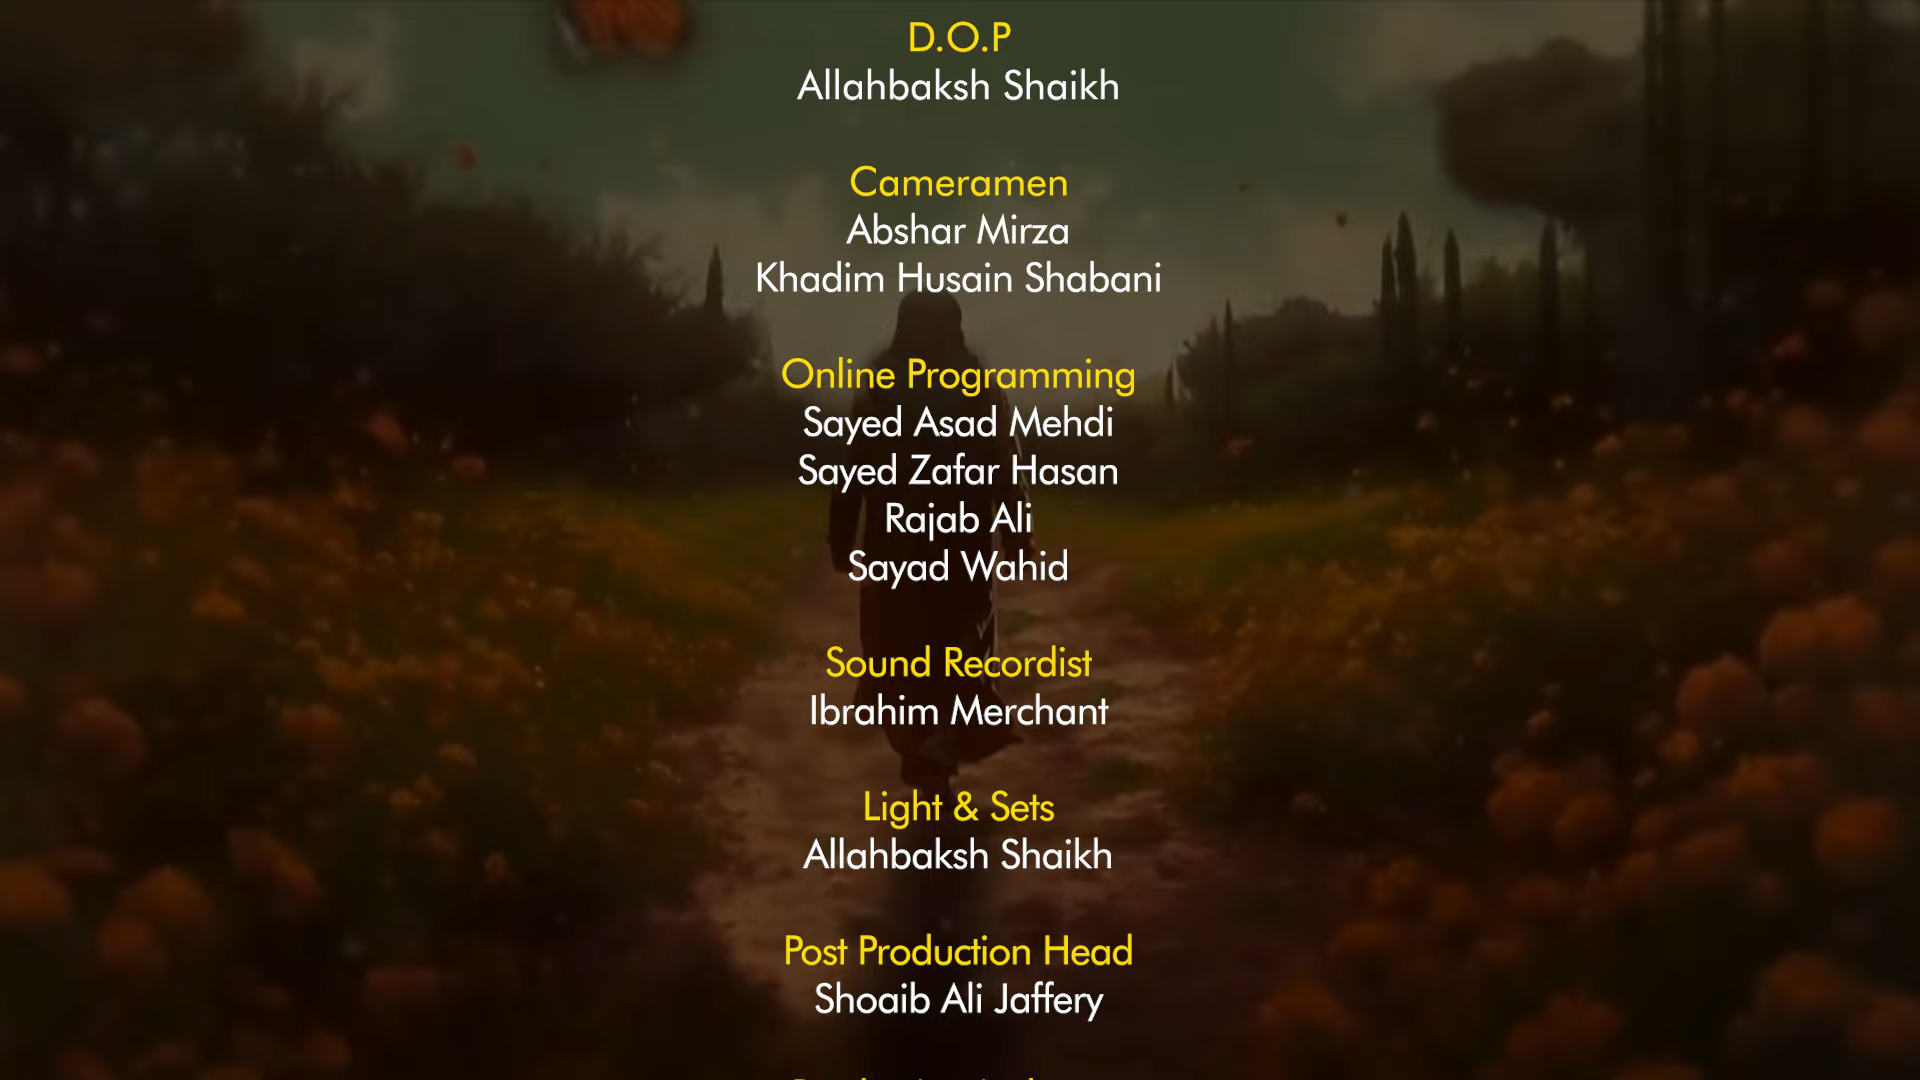 D.O.P
Allahbaksh Shaikh
Cameramen
Abshar Mirza
Khadim Husain Shabani
Online Programming
Sayed Asad Mehdi
Sayed Zafar Hasan
Rajab Ali
Sayad Wahid
Sound Recordist
Ibrahim Merchant
Light & Sets
Allahbaksh Shaikh
Post Production Head
Shoaib Ali Jaffery